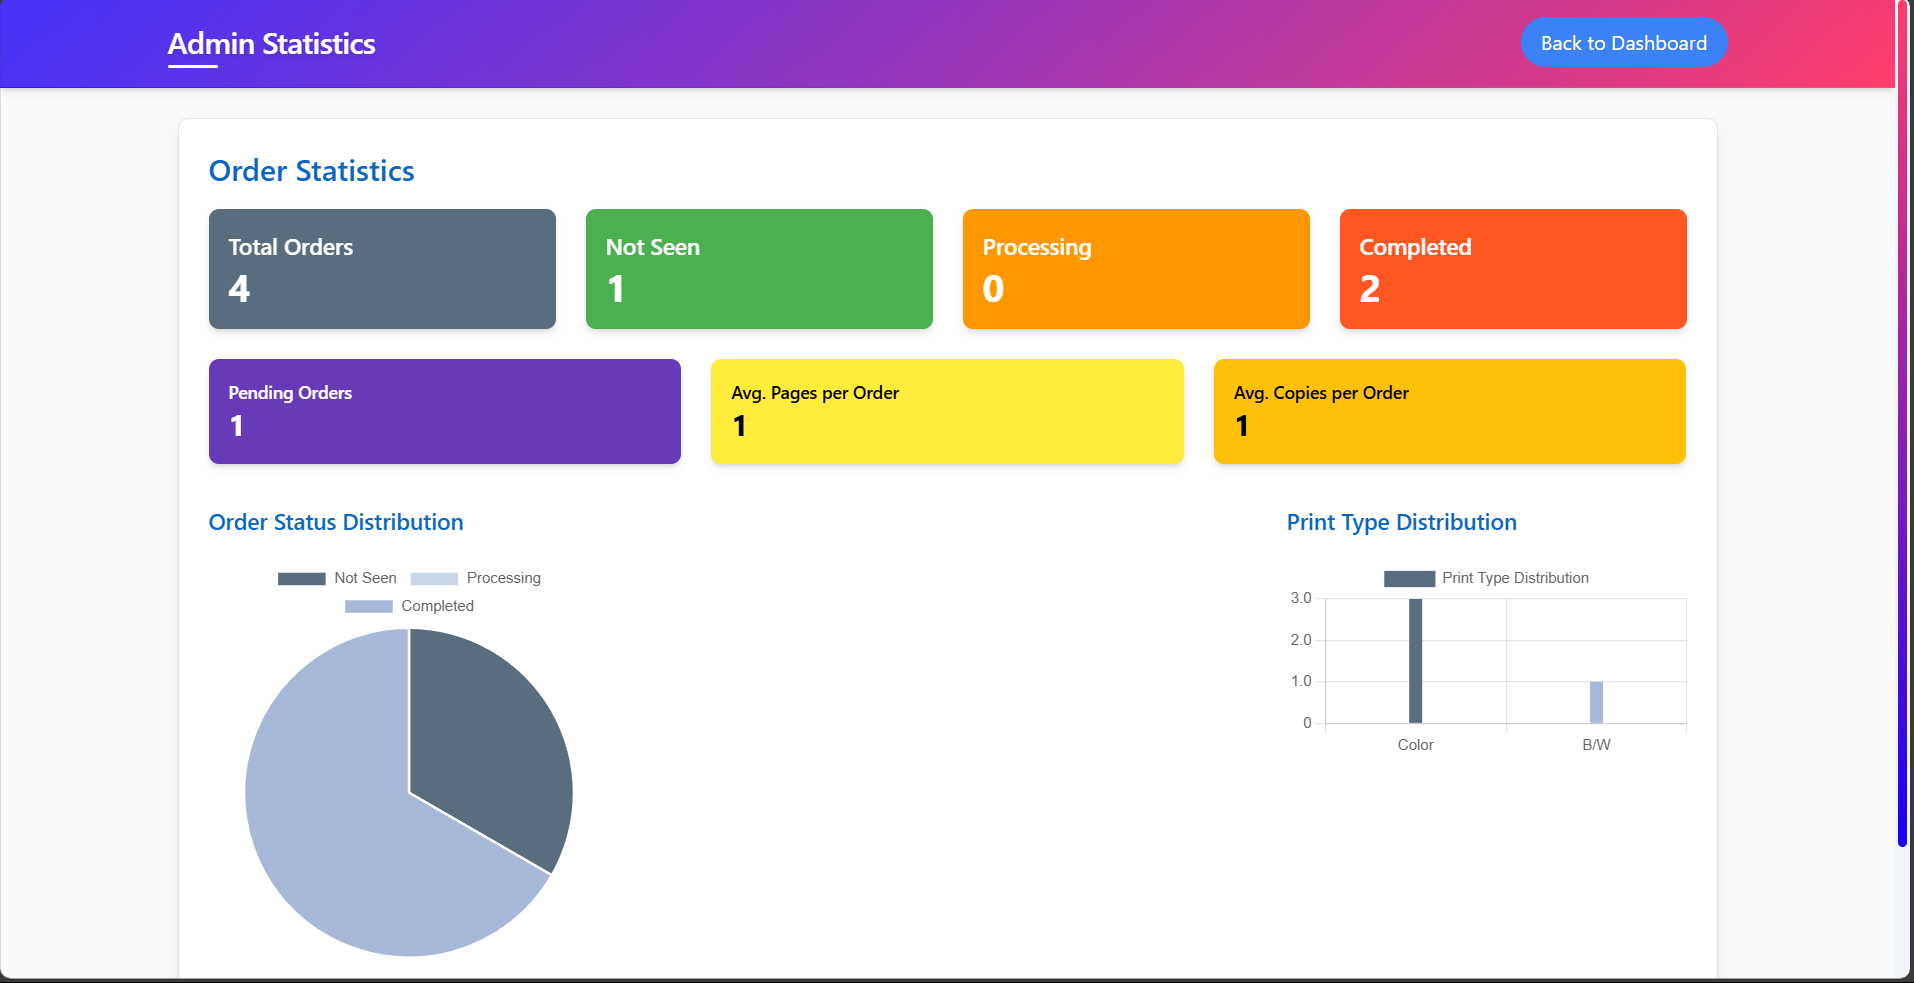 Admin Statistics
Back to Dashboard
Order Statistics
Total Orders
4
Not Seen
1
Processing
0
Completed
2
Pending Orders
1
Avg. Pages per Order
1
Avg. Copies per Order
1
Order Status Distribution
Not Seen Processing
Completed
Print Type Distribution
Print Type Distribution
3.0
2.0
1.0
0
Color B/W